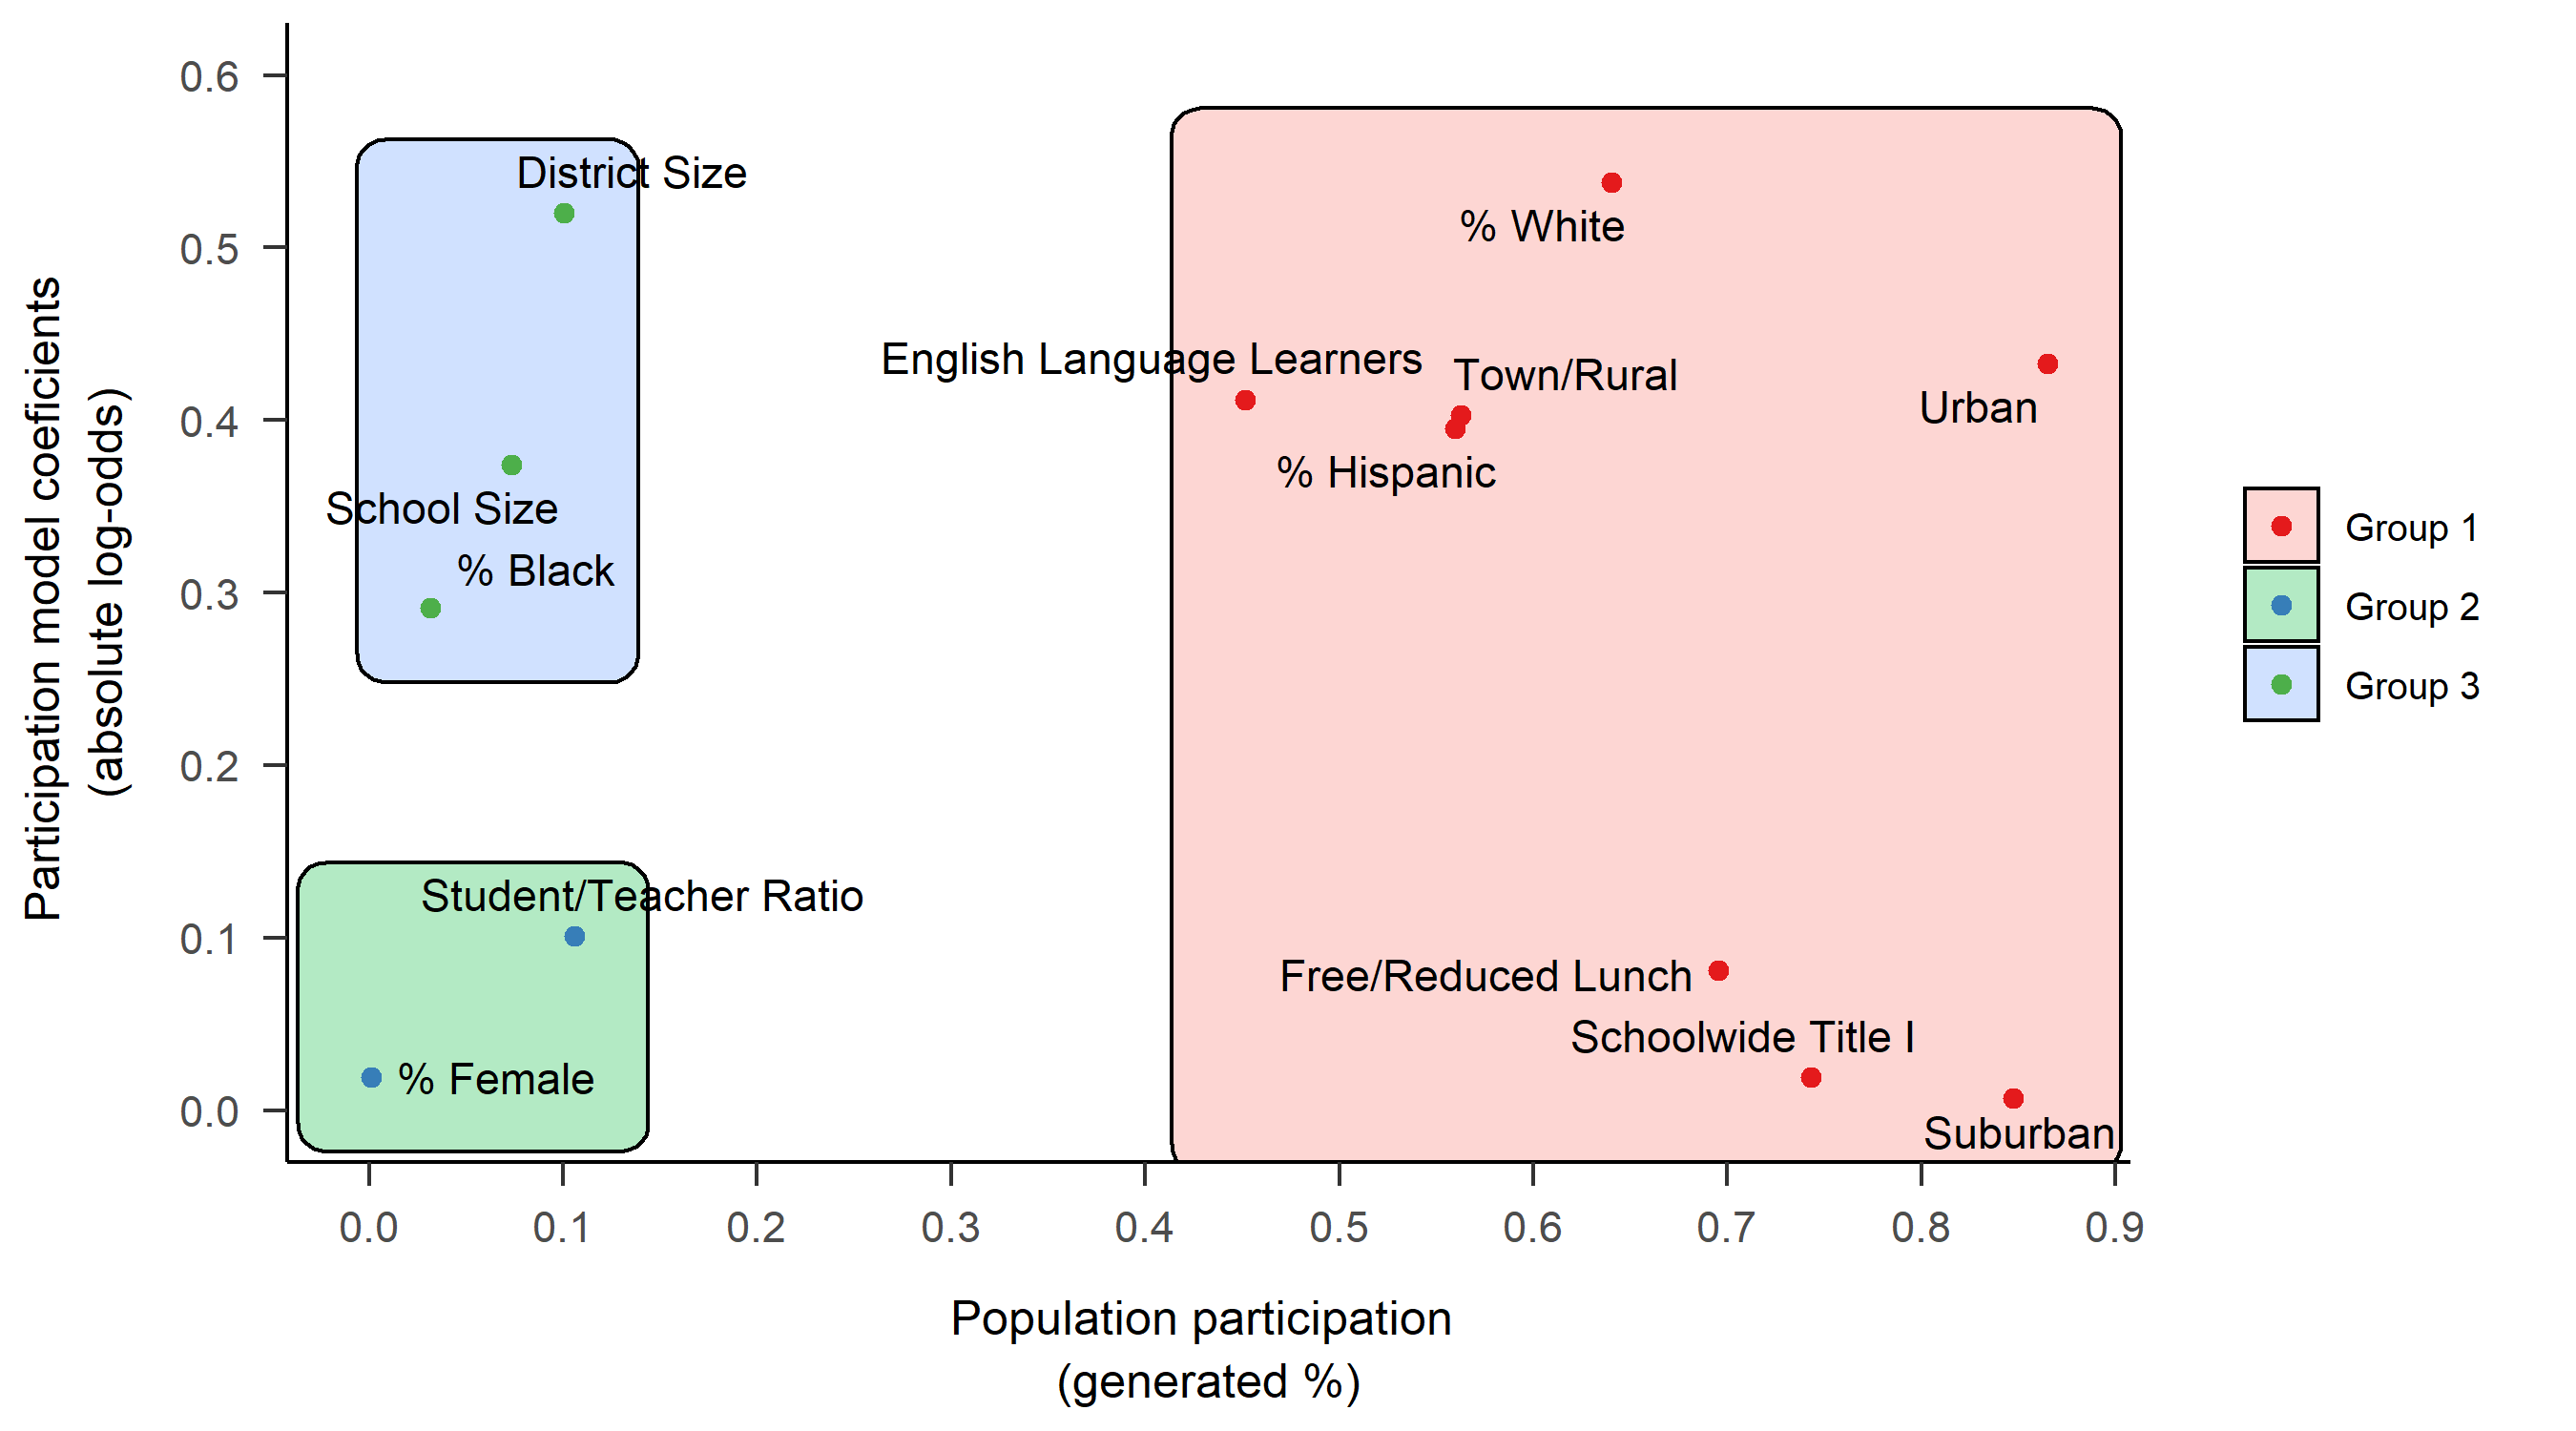 Participation model coeficients
(absolute log-odds)
0.6
0.5
0.4
0.3
0.2
0.1
0.0
District Size
% White
English Language Learners
Town/Rural
Urban
% Hispanic
School Size
% Black
Student/Teacher Ratio
Free/Reduced Lunch
Schoolwide Title I
% Female
Suburban
0.0 0.1 0.2 0.3 0.4 0.5 0.6 0.7 0.8 0.9
Population participation
(generated %)
Group 1
Group 2
Group 3